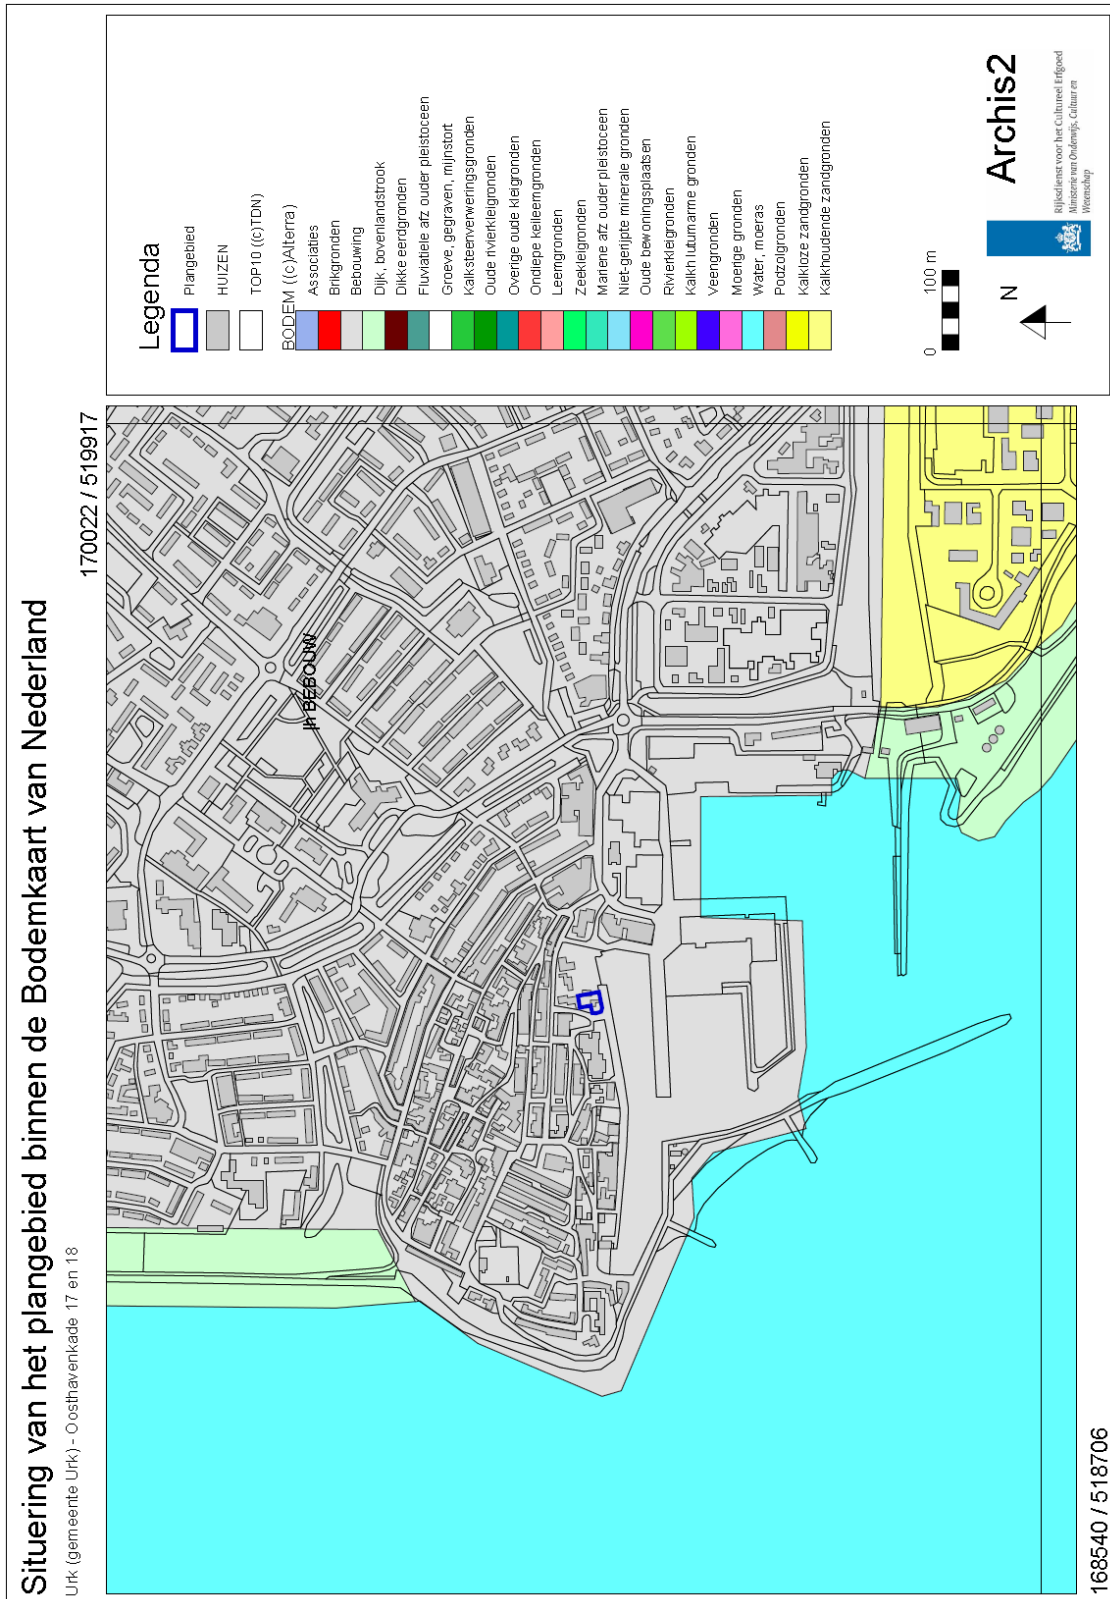 Situering van het plangebied binnen de Bodemkaart van Nederland
Urk (gemeente Urk) - Oosthavenkade 17 en 18
170022 / 519917
h BEBOUW
168540 / 518706
Legenda
Plangebied
HUIZEN
TOP10 ((c)TDN)
BODEM ((c)Alterra)
Associaties
Brikgronden
Bebouwing
Dijk, bovenlandstrook
Dikke eerdgronden
Fluviatiele afz ouder pleistoceen
Groeve, gegraven, mijnstort
Kalksteenverweringsgronden
Oude rivierkleigronden
Overige oude kleigronden
Ondiepe keileemgronden
Leemgronden
Zeekleigronden
Mariene afz ouder pleistoceen
Niet-gerijpte minerale gronden
Oude bewoningsplaatsen
Rivierkleigronden
Kalkh lutumarme gronden
Veengronden
Moerige gronden
Water, moeras
Podzolgronden
Kalkloze zandgronden
Kalkhoudende zandgronden
0 100 m
N
Archis2
Rijksdienst voor het Cultureel Erfgoed
Ministerie van Onderwijs, Cultuur en
Wetenschap